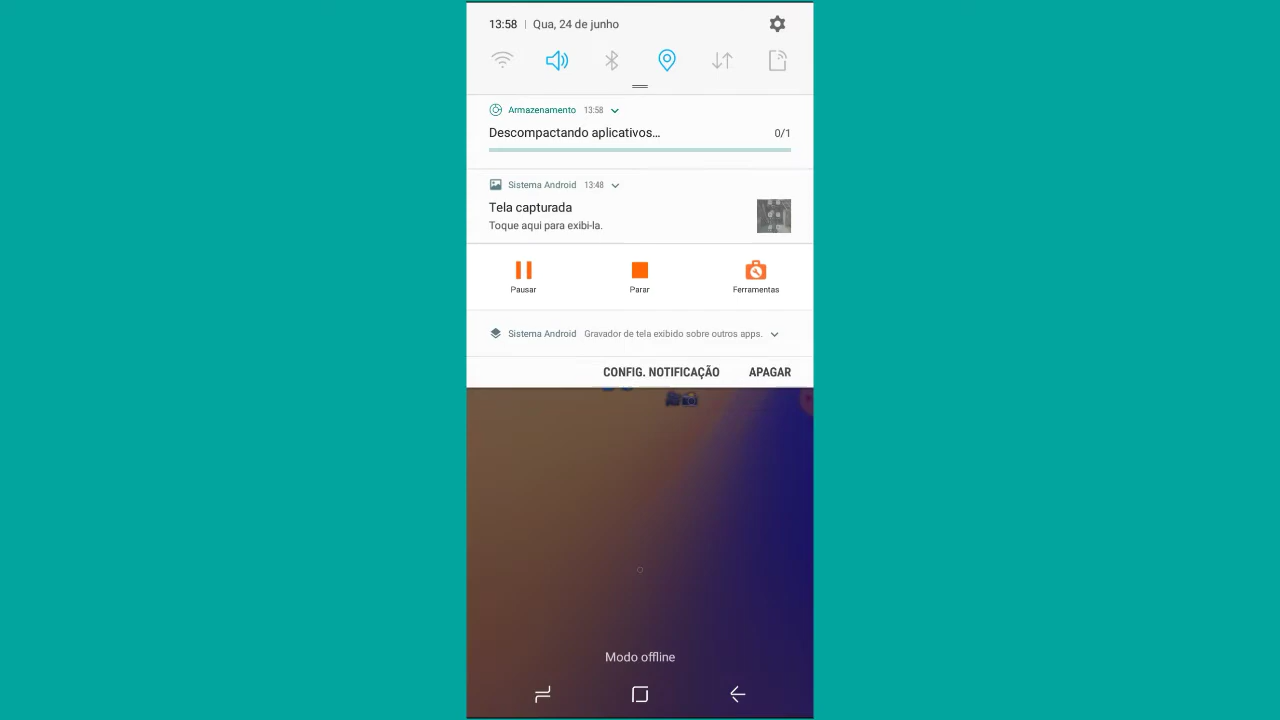 13:58 | Qua, 24 de junho
Armazenamento 13:58
Descompactando aplicativos... 0/1
Sistema Android 13:48
Tela capturada
Toque aqui para exibi-la.
Pausar Parar Ferramentas
Sistema Android Gravador de tela exibido sobre outros apps.
CONFIG. NOTIFICAÇÃO APAGAR
Modo offline